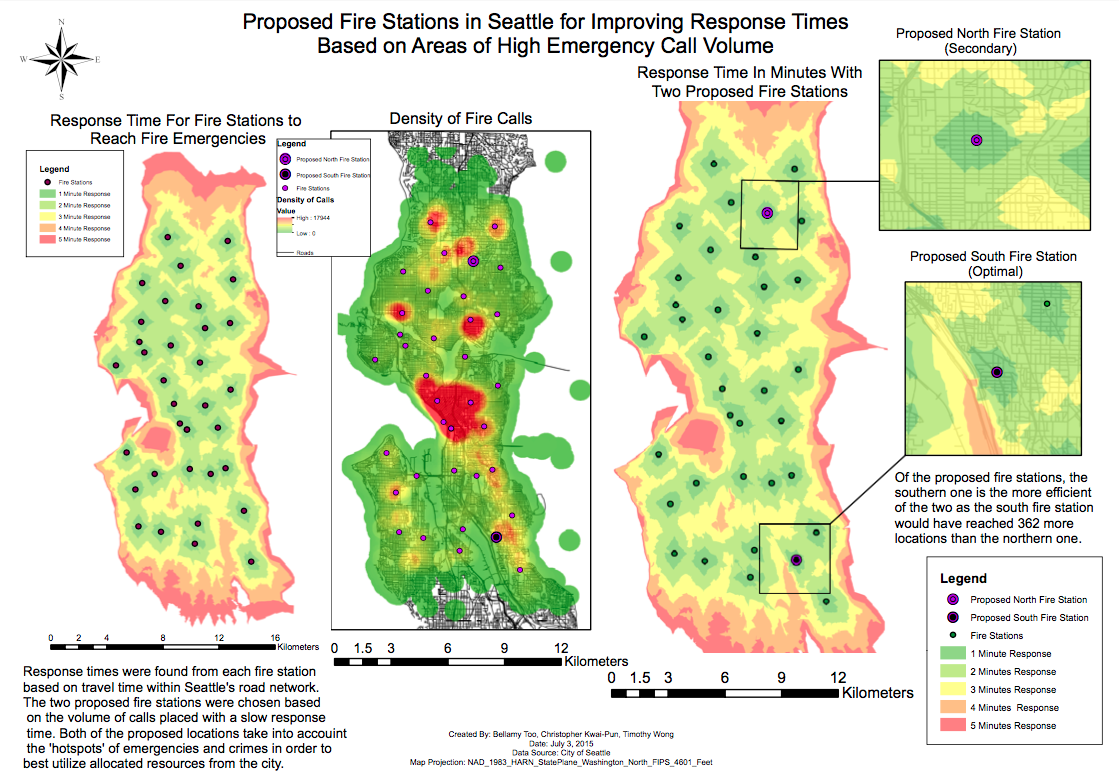 Proposed Fire Stations in Seattle for Improving Response Times
Based on Areas of High Emergency Call Volume
N
W
E
S
Response Time For Fire Stations to
Reach Fire Emergencies
Legend
Fire Stations
1 Minute Response
2 Minute Response
3 Minute Response
4 Minute Response
5 Minute Response
0 2 4 8 12 16
Kilometers
Response times were found from each fire station
based on travel time within Seattle's road network.
The two proposed fire stations were chosen based
on the volume of calls placed with a slow response
time. Both of the proposed locations take into account
the 'hotspots' of emergencies and crimes in order to
best utilize allocated resources from the city.
Density of Fire Calls
Legend
Proposed North Fire Station
Proposed South Fire Station
Fire Stations
Density of Calls
Value
High : 17944
Low : 0
Roads
0 1.5 3 6 9 12
Kilometers
Response Time In Minutes With
Two Proposed Fire Stations
0 1.5 3 6 9 12
Kilometers
Proposed North Fire Station
(Secondary)
Proposed South Fire Station
(Optimal)
Of the proposed fire stations, the
southern one is the more efficient
of the two as the south fire station
would have reached 362 more
locations than the northern one.
Legend
Proposed North Fire Station
Proposed South Fire Station
Fire Stations
1 Minute Response
2 Minutes Response
3 Minutes Response
4 Minutes Response
5 Minutes Response
Created By: Bellamy Too, Christopher Kwai-Pun, Timothy Wong
Date: July 3, 2015
Data Source: City of Seattle
Map Projection: NAD_1983_HARN_StatePlane_Washington_North_FIPS_4601_Feet